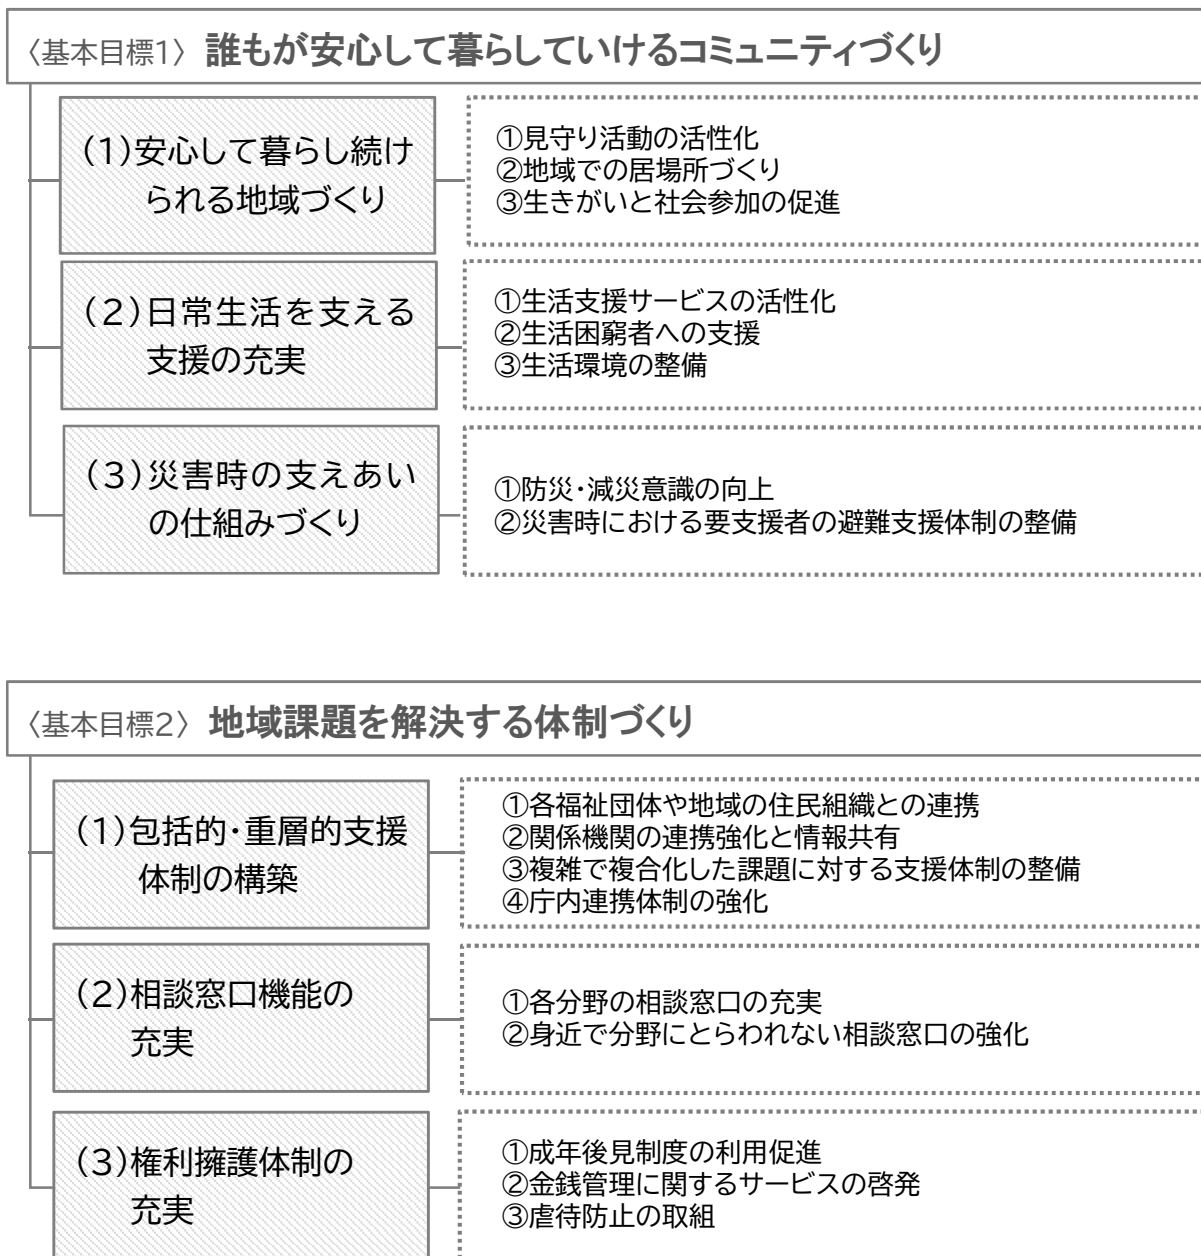 〈基本目標1〉 誰もが安心して暮らしていけるコミュニティづくり
(1)安心して暮らし続け
られる地域づくり
①見守り活動の活性化
②地域での居場所づくり
③生きがいと社会参加の促進
(2)日常生活を支える
支援の充実
①生活支援サービスの活性化
②生活困窮者への支援
③生活環境の整備
(3)災害時の支えあい
の仕組みづくり
①防災・減災意識の向上
②災害時における要支援者の避難支援体制の整備
〈基本目標2〉 地域課題を解決する体制づくり
(1)包括的・重層的支援
体制の構築
①各福祉団体や地域の住民組織との連携
②関係機関の連携強化と情報共有
③複雑で複合化した課題に対する支援体制の整備
④庁内連携体制の強化
(2)相談窓口機能の
充実
①各分野の相談窓口の充実
②身近で分野にとらわれない相談窓口の強化
(3)権利擁護体制の
充実
①成年後見制度の利用促進
②金銭管理に関するサービスの啓発
③虐待防止の取組